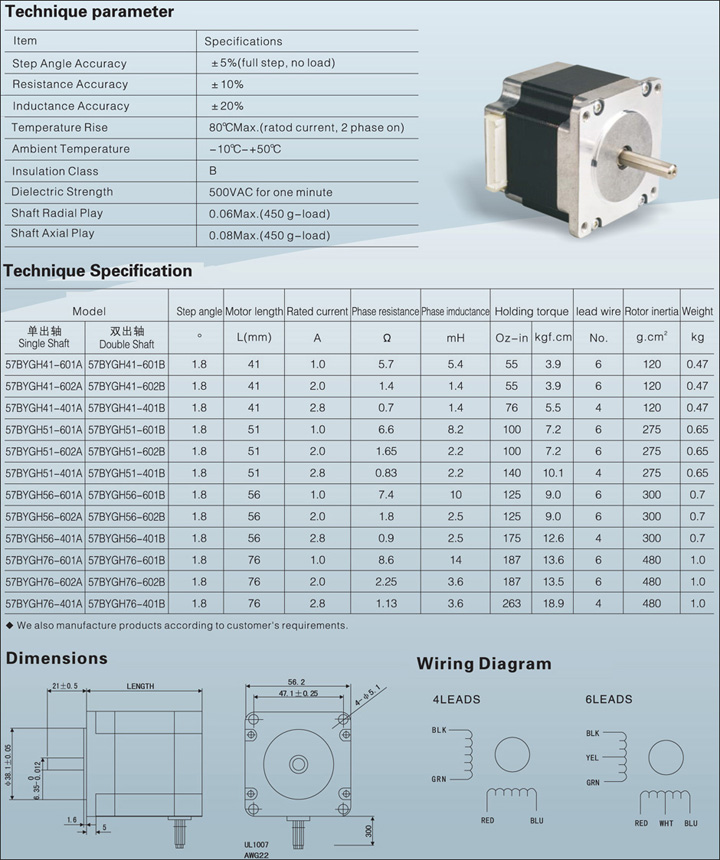 Technique parameter
Item Specifications
Step Angle Accuracy ±5%(full step, no load)
Resistance Accuracy ±10%
Inductance Accuracy ±20%
Temperature Rise 80℃Max.(ratod current, 2 phase on)
Ambient Temperature −10℃−+50℃
Insulation Class B
Dielectric Strength 500VAC for one minute
Shaft Radial Play 0.06Max.(450 g−load)
Shaft Axial Play 0.08Max.(450 g−load)
Technique Specification
Model Step angle Motor length Rated current Phase resistance Phase imductance Holding torque lead wire Rotor inertia Weight
单出轴 双出轴
Single Shaft Double Shaft ° L(mm) A Ω mH Oz−in kgf.cm No. g.cm² kg
57BYGH41−601A 57BYGH41−601B 1.8 41 1.0 5.7 5.4 55 3.9 6 120 0.47
57BYGH41−602A 57BYGH41−602B 1.8 41 2.0 1.4 1.4 55 3.9 6 120 0.47
57BYGH41−401A 57BYGH41−401B 1.8 41 2.8 0.7 1.4 76 5.5 4 120 0.47
57BYGH51−601A 57BYGH51−601B 1.8 51 1.0 6.6 8.2 100 7.2 6 275 0.65
57BYGH51−602A 57BYGH51−602B 1.8 51 2.0 1.65 2.2 100 7.2 6 275 0.65
57BYGH51−401A 57BYGH51−401B 1.8 51 2.8 0.83 2.2 140 10.1 4 275 0.65
57BYGH56−601A 57BYGH56−601B 1.8 56 1.0 7.4 10 125 9.0 6 300 0.7
57BYGH56−602A 57BYGH56−602B 1.8 56 2.0 1.8 2.5 125 9.0 6 300 0.7
57BYGH56−401A 57BYGH56−401B 1.8 56 2.8 0.9 2.5 175 12.6 4 300 0.7
57BYGH76−601A 57BYGH76−601B 1.8 76 1.0 8.6 14 187 13.6 6 480 1.0
57BYGH76−602A 57BYGH76−602B 1.8 76 2.0 2.25 3.6 187 13.5 6 480 1.0
57BYGH76−401A 57BYGH76−401B 1.8 76 2.8 1.13 3.6 263 18.9 4 480 1.0
◆ We also manufacture products according to customer's requirements.
Dimensions
21±0.5 LENGTH
φ38.1±0.05
0
6.35−0.012
1.6
5
56.2
47.1±0.25
4−φ5.1
300
UL1007
AWG22
Wiring Diagram
4LEADS
BLK
GRN
RED BLU
6LEADS
BLK
YEL
GRN
RED WHT BLU